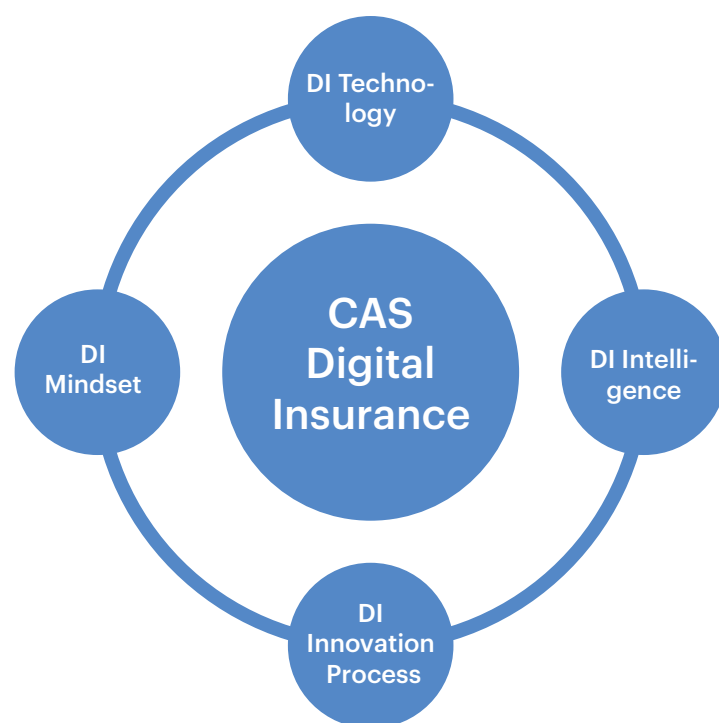 DI Techno-
logy
CAS
Digital
Insurance
DI
Mindset
DI Intelli-
gence
DI
Innovation
Process